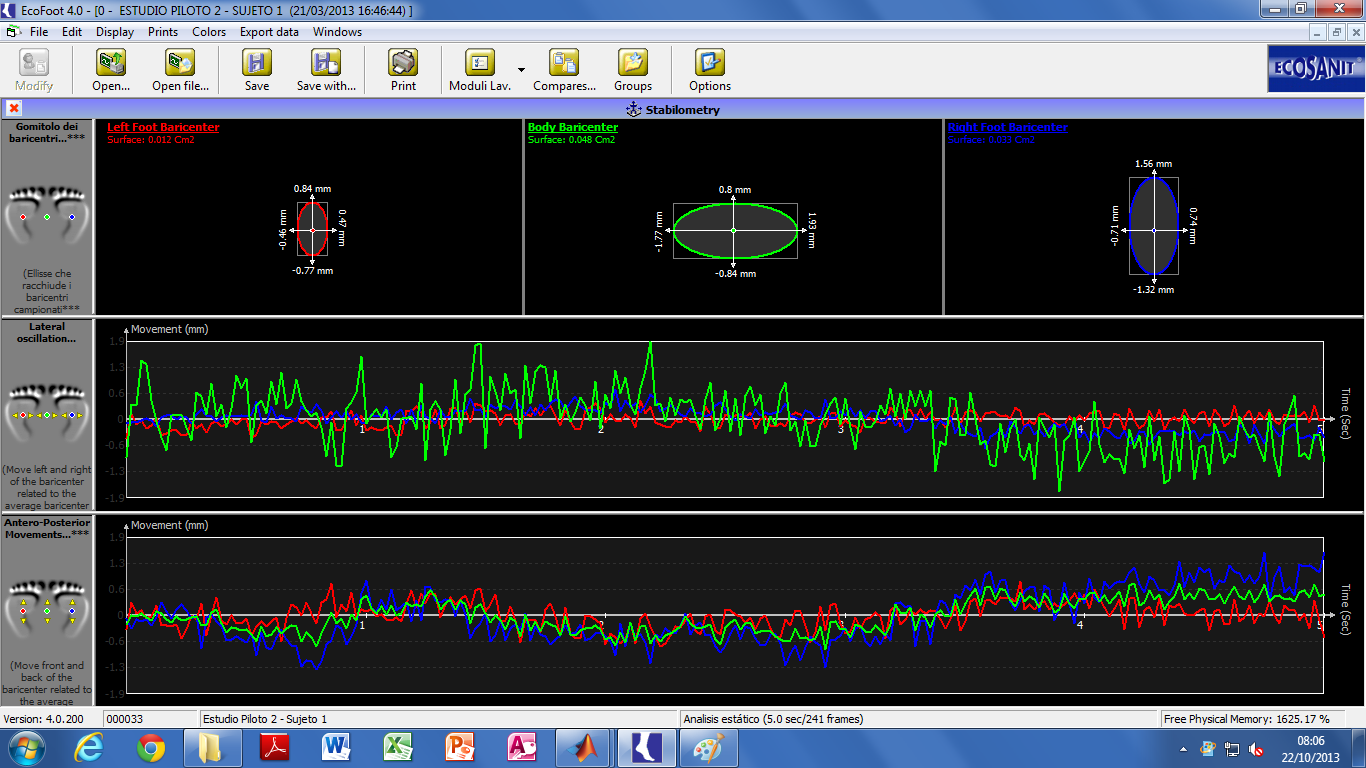 EcoFoot 4.0 - [0 -  ESTUDIO PILOTO 2 - SUJETO 1  (21/03/2013 16:46:44) ]
File Edit Display Prints Colors Export data Windows
Modify Open... Open file... Save Save with... Print Moduli Lav. Compares... Groups Options
ECOSANIT
Stabilometry
Gomitolo dei
baricentri...***
(Ellisse che
racchiude i
baricentri
campionati***
Left Foot Baricenter
Surface: 0.012 Cm2
0.84 mm
-0.46 mm
0.47 mm
-0.77 mm
Body Baricenter
Surface: 0.048 Cm2
0.8 mm
-1.77 mm
1.93 mm
-0.84 mm
Right Foot Baricenter
Surface: 0.033 Cm2
1.56 mm
-0.71 mm
0.74 mm
-1.32 mm
Lateral
oscillation...
(Move left and right
of the baricenter
related to the
average baricenter
Movement (mm)
1.9
1.3
0.6
0
-0.6
-1.3
-1.9
1 2 3 4 5
Time (Sec)
Antero-Posterior
Movements...***
(Move front and
back of the
baricenter related to
the average
Movement (mm)
1.9
1.3
0.6
0
-0.6
-1.3
-1.9
1 2 3 4 5
Time (Sec)
Version: 4.0.200 000033 Estudio Piloto 2 - Sujeto 1 Analisis estático (5.0 sec/241 frames) Free Physical Memory: 1625.17 %
08:06
22/10/2013